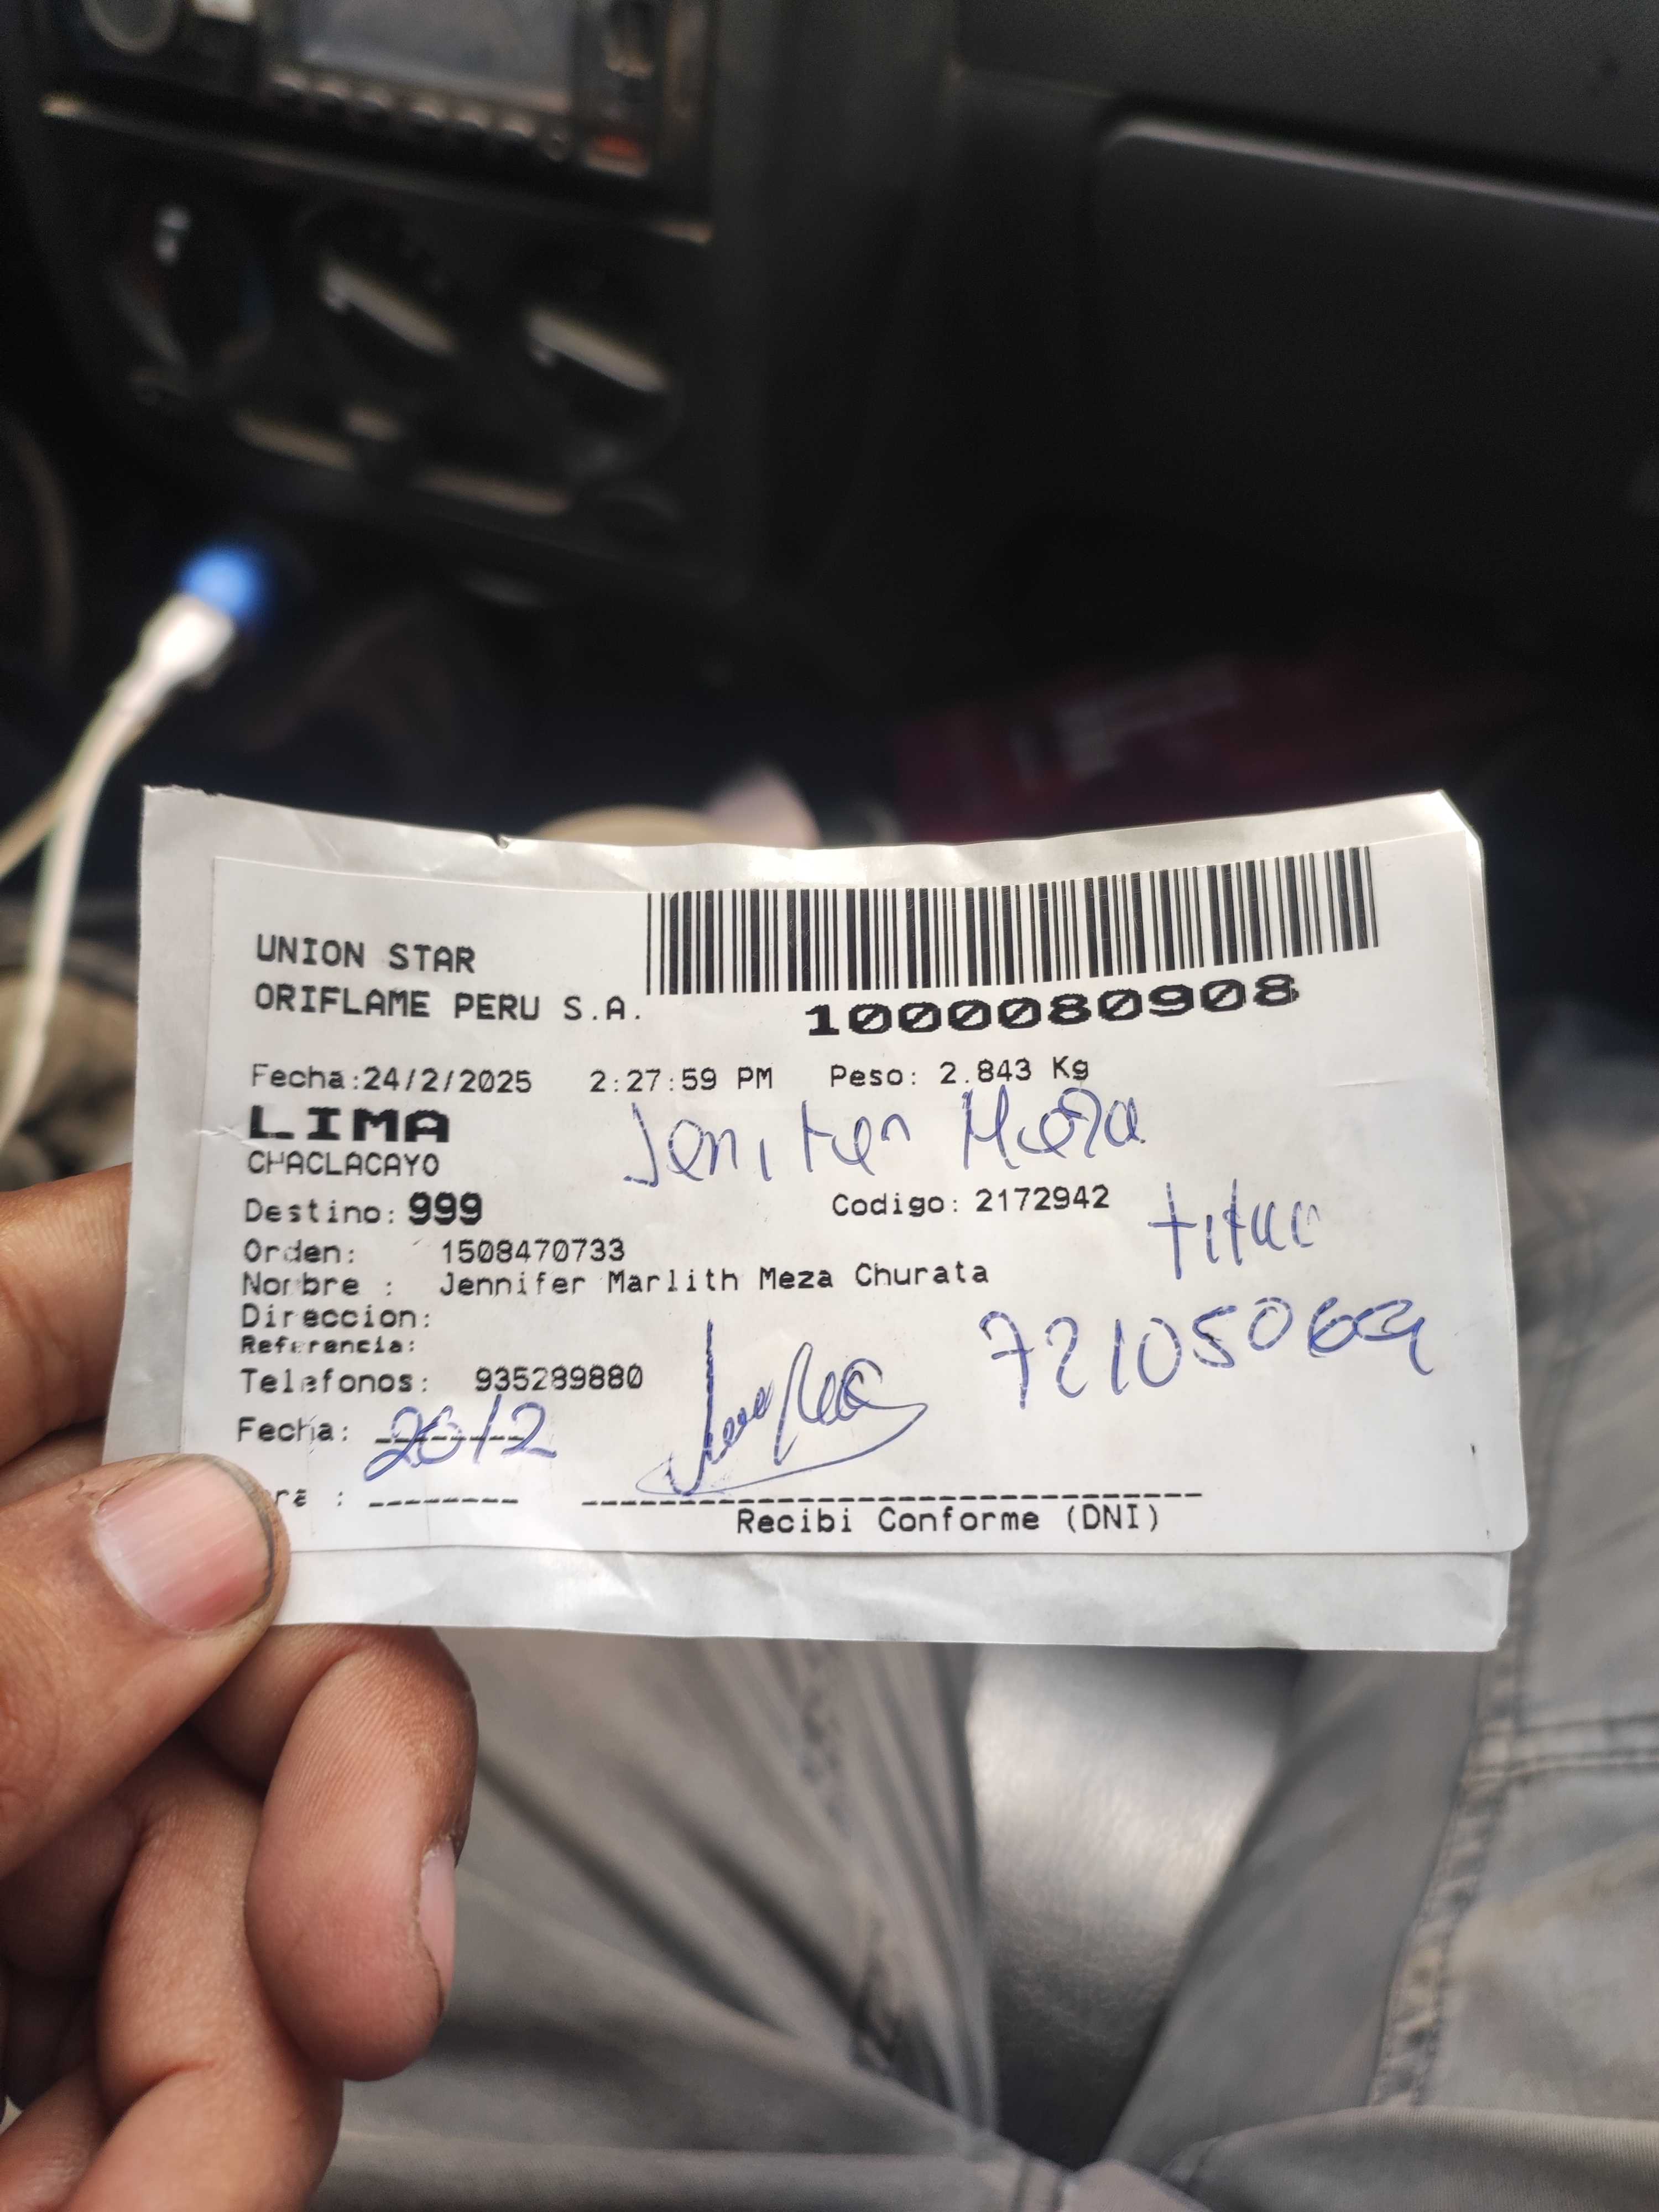 UNION STAR
ORIFLAME PERU S.A.
1000080908
Fecha:24/2/2025 2:27:59 PM Peso: 2.843 Kg
LIMA
CHACLACAYO
Jenifer Meza
Destino: 999 Codigo: 2172942
titular
Orden: 1508470733
Nombre : Jennifer Marlith Meza Churata
Direccion:
Referencia:
72105069
Telefonos: 935289880
Fecha: 26/2
ra :
Recibi Conforme (DNI)